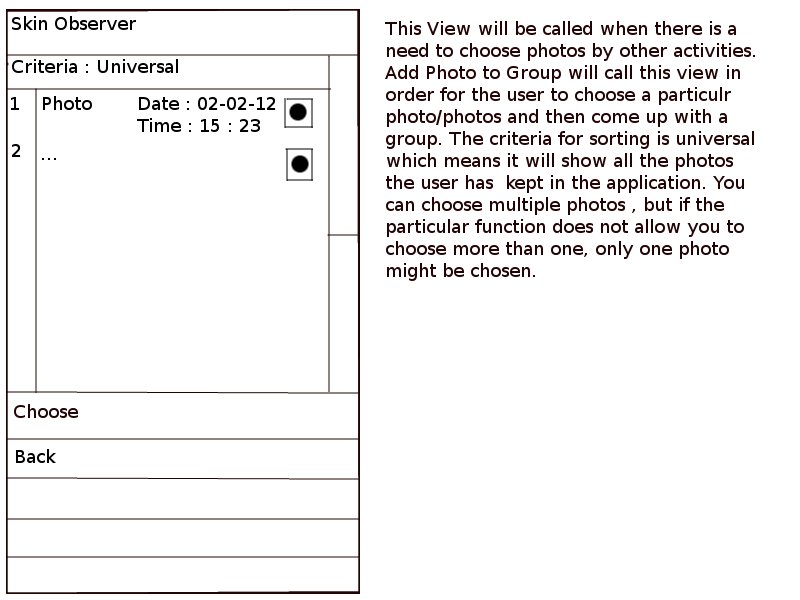 Skin Observer
Criteria : Universal
1 Photo Date : 02-02-12
Time : 15 : 23
2 ...
Choose
Back
This View will be called when there is a
need to choose photos by other activities.
Add Photo to Group will call this view in
order for the user to choose a particulr
photo/photos and then come up with a
group. The criteria for sorting is universal
which means it will show all the photos
the user has  kept in the application. You
can choose multiple photos , but if the
particular function does not allow you to
choose more than one, only one photo
might be chosen.